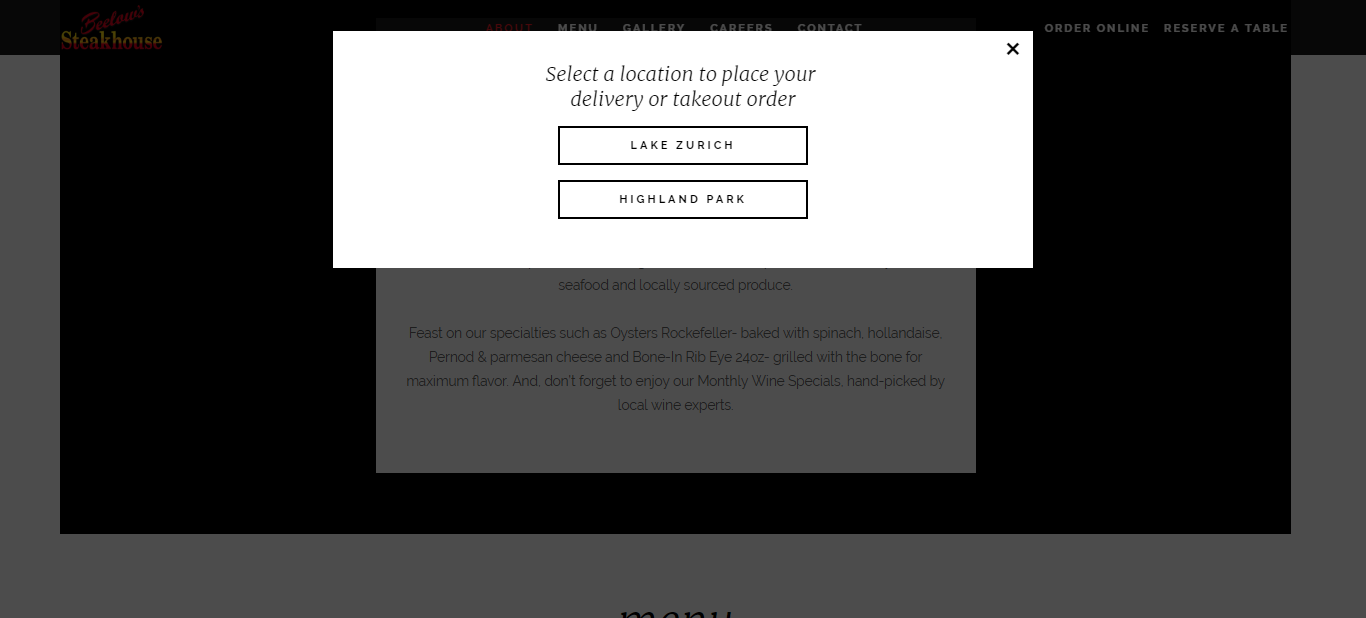 Beelow's
Steakhouse
ABOUT MENU GALLERY CAREERS CONTACT
ORDER ONLINE RESERVE A TABLE
Select a location to place your
delivery or takeout order
LAKE ZURICH
HIGHLAND PARK
seafood and locally sourced produce.
Feast on our specialties such as Oysters Rockefeller- baked with spinach, hollandaise,
Pernod & parmesan cheese and Bone-In Rib Eye 24oz- grilled with the bone for
maximum flavor. And, don't forget to enjoy our Monthly Wine Specials, hand-picked by
local wine experts.
menu